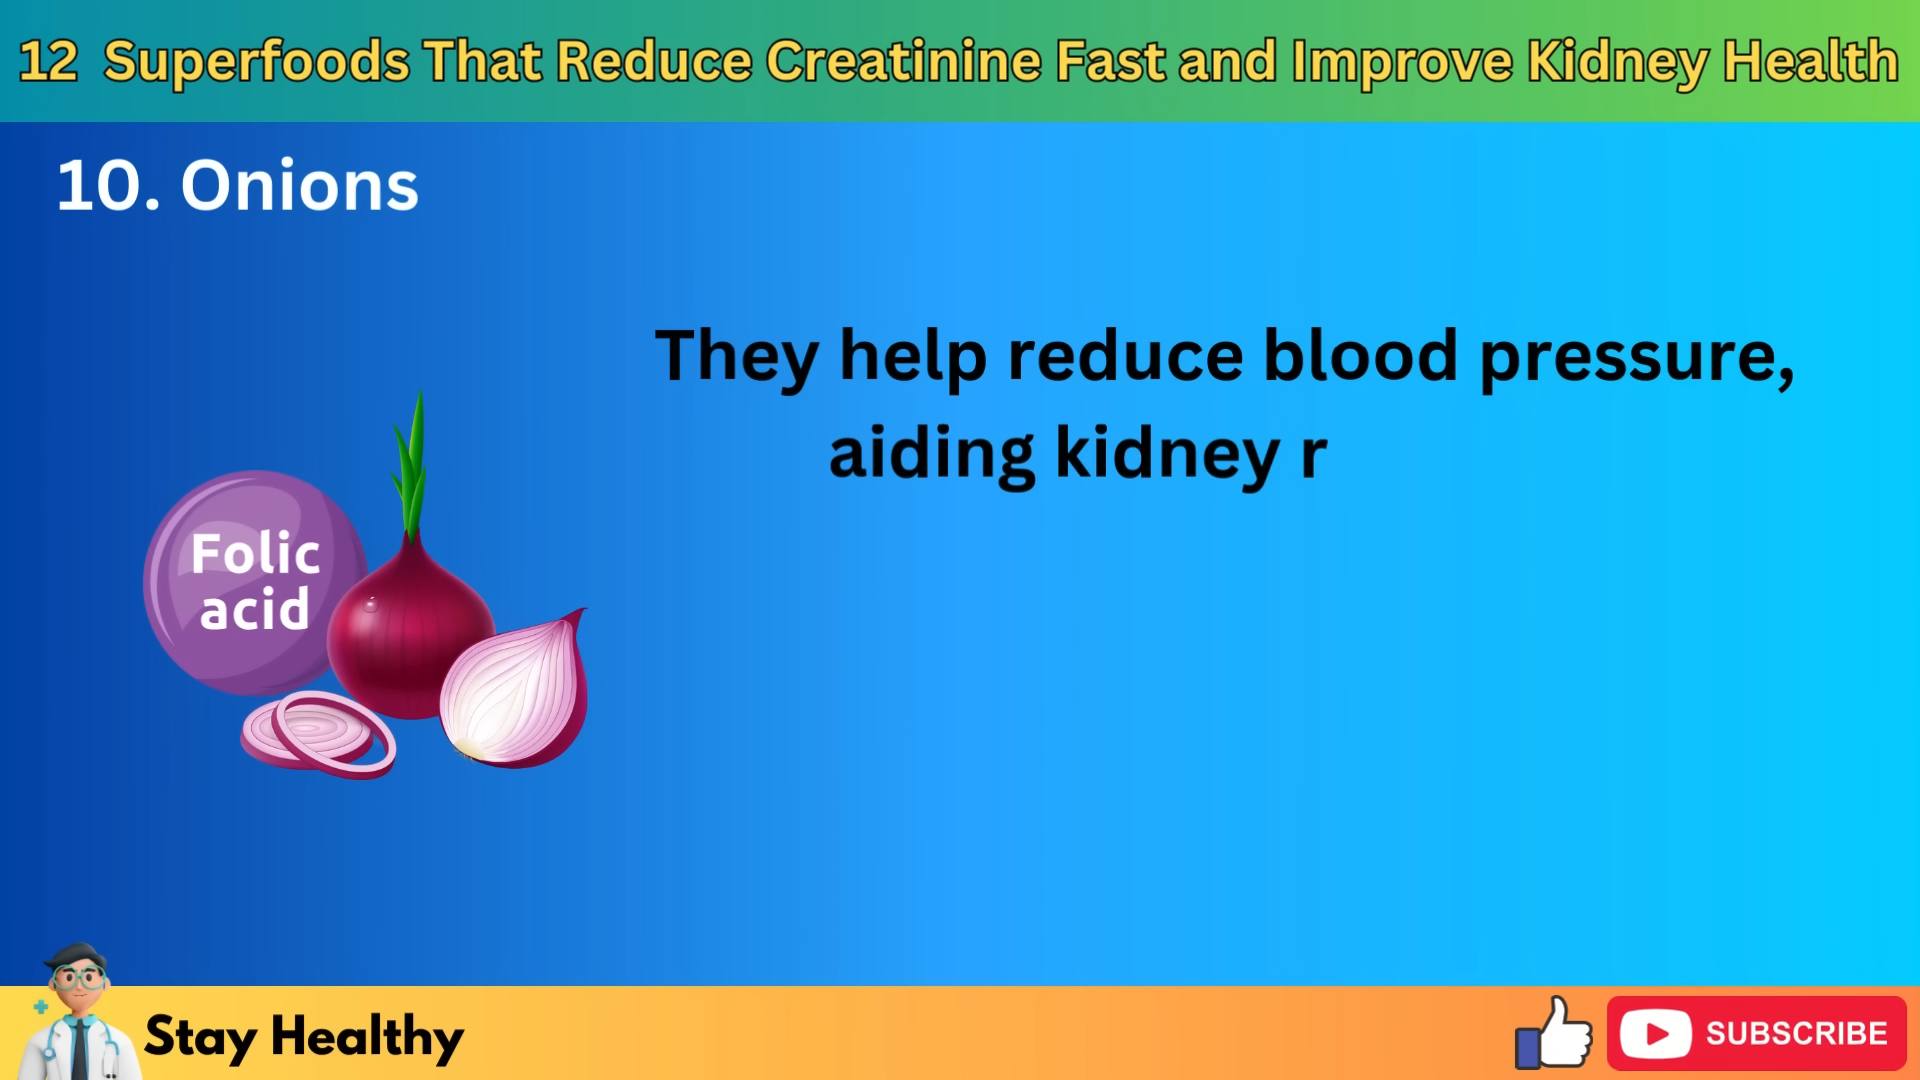 12 Superfoods That Reduce Creatinine Fast and Improve Kidney Health
10. Onions
They help reduce blood pressure,
aiding kidney r
Folic
acid
Stay Healthy
SUBSCRIBE